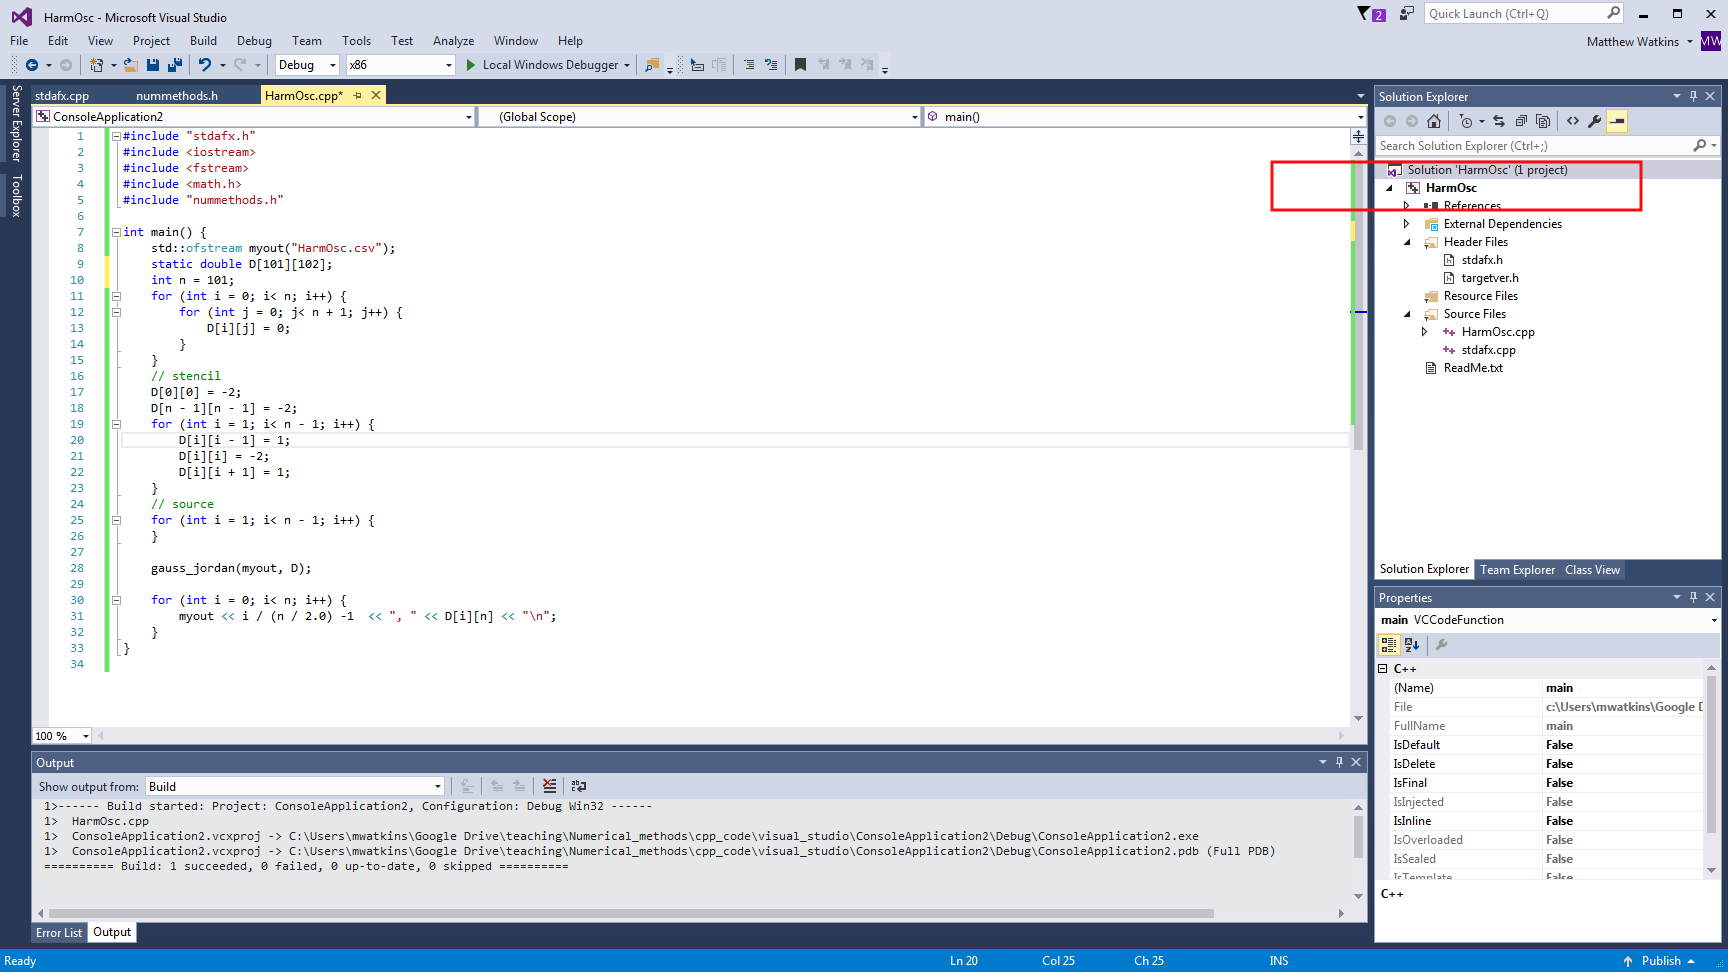 HarmOsc - Microsoft Visual Studio
2
Quick Launch (Ctrl+Q)
File Edit View Project Build Debug Team Tools Test Analyze Window Help
Matthew Watkins MW
Debug x86 Local Windows Debugger
Server Explorer
Toolbox
stdafx.cpp nummethods.h HarmOsc.cpp*
ConsoleApplication2 (Global Scope) main()
1 #include "stdafx.h"
2 #include <iostream>
3 #include <fstream>
4 #include <math.h>
5 #include "nummethods.h"
6
7 int main() {
8 std::ofstream myout("HarmOsc.csv");
9 static double D[101][102];
10 int n = 101;
11 for (int i = 0; i< n; i++) {
12 for (int j = 0; j< n + 1; j++) {
13 D[i][j] = 0;
14 }
15 }
16 // stencil
17 D[0][0] = -2;
18 D[n - 1][n - 1] = -2;
19 for (int i = 1; i< n - 1; i++) {
20 D[i][i - 1] = 1;
21 D[i][i] = -2;
22 D[i][i + 1] = 1;
23 }
24 // source
25 for (int i = 1; i< n - 1; i++) {
26 }
27
28 gauss_jordan(myout, D);
29
30 for (int i = 0; i< n; i++) {
31 myout << i / (n / 2.0) -1  << ", " << D[i][n] << "\n";
32 }
33 }
34
100 %
Solution Explorer
Search Solution Explorer (Ctrl+;)
Solution 'HarmOsc' (1 project)
HarmOsc
References
External Dependencies
Header Files
stdafx.h
targetver.h
Resource Files
Source Files
HarmOsc.cpp
stdafx.cpp
ReadMe.txt
Solution Explorer Team Explorer Class View
Properties
main VCCodeFunction
C++
(Name) main
File c:\Users\mwatkins\Google D
FullName main
IsDefault False
IsDelete False
IsFinal False
IsInjected False
IsInline False
IsOverloaded False
IsSealed False
IsTemplate False
C++
Output
Show output from: Build
1>------ Build started: Project: ConsoleApplication2, Configuration: Debug Win32 ------
1>  HarmOsc.cpp
1>  ConsoleApplication2.vcxproj -> C:\Users\mwatkins\Google Drive\teaching\Numerical_methods\cpp_code\visual_studio\ConsoleApplication2\Debug\ConsoleApplication2.exe
1>  ConsoleApplication2.vcxproj -> C:\Users\mwatkins\Google Drive\teaching\Numerical_methods\cpp_code\visual_studio\ConsoleApplication2\Debug\ConsoleApplication2.pdb (Full PDB)
========== Build: 1 succeeded, 0 failed, 0 up-to-date, 0 skipped ==========
Error List Output
Ready Ln 20 Col 25 Ch 25 INS Publish